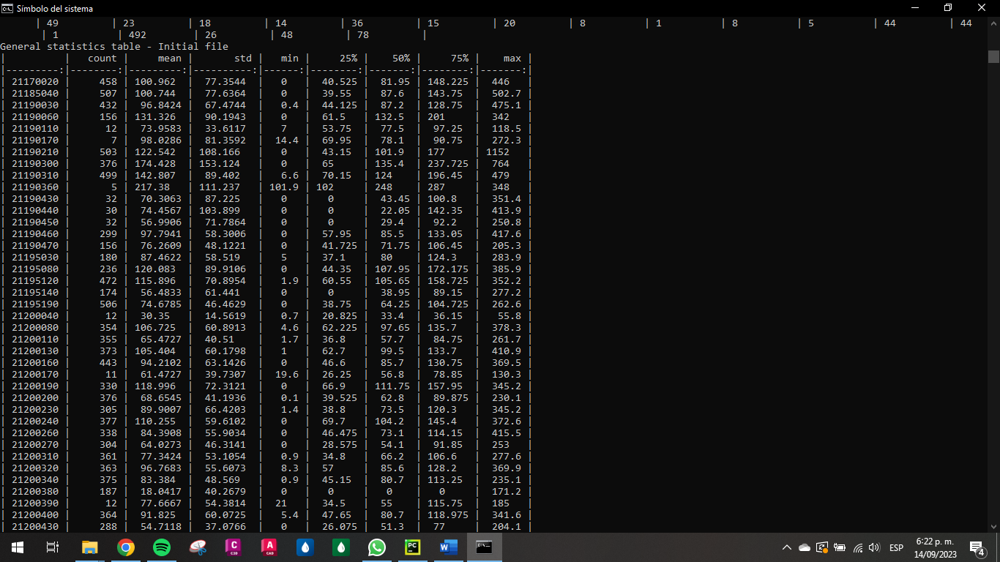 Símbolo del sistema
| 49 | 23 | 18 | 14 | 36 | 15 | 20 | 8 | 1 | 8 | 5 | 44 | 44
| 1 | 492 | 26 | 48 | 78 |
General statistics table - Initial file
| | count | mean | std | min | 25% | 50% | 75% | max |
|---------:|--------:|---------:|----------:|------:|--------:|-------:|--------:|-------:|
| 21170020 | 458 | 100.962 | 77.3544 | 0 | 40.525 | 81.95 | 148.225 | 446 |
| 21185040 | 507 | 100.744 | 77.6364 | 0 | 39.55 | 87.6 | 143.75 | 502.7 |
| 21190030 | 432 | 96.8424 | 67.4744 | 0.4 | 44.125 | 87.2 | 128.75 | 475.1 |
| 21190060 | 156 | 131.326 | 90.1943 | 0 | 61.5 | 132.5 | 201 | 342 |
| 21190110 | 12 | 73.9583 | 33.6117 | 7 | 53.75 | 77.5 | 97.25 | 118.5 |
| 21190170 | 7 | 98.0286 | 81.3592 | 14.4 | 69.95 | 78.1 | 90.75 | 272.3 |
| 21190210 | 503 | 122.542 | 108.166 | 0 | 43.15 | 101.9 | 177 | 1152 |
| 21190300 | 376 | 174.428 | 153.124 | 0 | 65 | 135.4 | 237.725 | 764 |
| 21190310 | 499 | 142.807 | 89.402 | 6.6 | 70.15 | 124 | 196.45 | 479 |
| 21190360 | 5 | 217.38 | 111.237 | 101.9 | 102 | 248 | 287 | 348 |
| 21190430 | 32 | 70.3063 | 87.225 | 0 | 0 | 43.45 | 100.8 | 351.4 |
| 21190440 | 30 | 74.4567 | 103.899 | 0 | 0 | 22.05 | 142.35 | 413.9 |
| 21190450 | 32 | 56.9906 | 71.7864 | 0 | 0 | 29.4 | 92.2 | 250.8 |
| 21190460 | 299 | 97.7941 | 58.3006 | 0 | 57.95 | 85.5 | 133.05 | 417.6 |
| 21190470 | 156 | 76.2609 | 48.1221 | 0 | 41.725 | 71.75 | 106.45 | 205.3 |
| 21195030 | 180 | 87.4622 | 58.519 | 5 | 37.1 | 80 | 124.3 | 283.9 |
| 21195080 | 236 | 120.083 | 89.9106 | 0 | 44.35 | 107.95 | 172.175 | 385.9 |
| 21195120 | 472 | 115.896 | 70.8954 | 1.9 | 60.55 | 105.65 | 158.725 | 352.2 |
| 21195140 | 174 | 56.4833 | 61.441 | 0 | 0 | 38.95 | 89.15 | 277.2 |
| 21195190 | 506 | 74.6785 | 46.4629 | 0 | 38.75 | 64.25 | 104.725 | 262.6 |
| 21200040 | 12 | 30.35 | 14.5619 | 0.7 | 20.825 | 33.4 | 36.15 | 55.8 |
| 21200080 | 354 | 106.725 | 60.8913 | 4.6 | 62.225 | 97.65 | 135.7 | 378.3 |
| 21200110 | 355 | 65.4727 | 40.51 | 1.7 | 36.8 | 57.7 | 84.75 | 261.7 |
| 21200130 | 373 | 105.404 | 60.1798 | 1 | 62.7 | 99.5 | 133.7 | 410.9 |
| 21200160 | 443 | 94.2102 | 63.1426 | 0 | 46.6 | 85.7 | 130.75 | 369.5 |
| 21200170 | 11 | 61.4727 | 39.7307 | 19.6 | 26.25 | 56.8 | 78.85 | 130.3 |
| 21200190 | 330 | 118.996 | 72.3121 | 0 | 66.9 | 111.75 | 157.95 | 345.2 |
| 21200200 | 376 | 68.6545 | 41.1936 | 0.1 | 39.525 | 62.8 | 89.875 | 230.1 |
| 21200230 | 305 | 89.9007 | 66.4203 | 1.4 | 38.8 | 73.5 | 120.3 | 345.2 |
| 21200240 | 377 | 110.255 | 59.6102 | 0 | 69.7 | 104.2 | 145.4 | 372.6 |
| 21200260 | 338 | 84.3908 | 55.9034 | 0 | 46.475 | 73.1 | 114.15 | 415.5 |
| 21200270 | 304 | 64.0273 | 46.3141 | 0 | 28.575 | 54.1 | 91.85 | 253 |
| 21200310 | 361 | 77.3424 | 53.1054 | 0.9 | 34.8 | 66.2 | 106.6 | 277.6 |
| 21200320 | 363 | 96.7683 | 55.6073 | 8.3 | 57 | 85.6 | 128.2 | 369.9 |
| 21200340 | 375 | 83.384 | 48.569 | 0.9 | 45.15 | 80.7 | 113.25 | 235.1 |
| 21200380 | 187 | 18.0417 | 40.2679 | 0 | 0 | 0 | 0 | 171.2 |
| 21200390 | 12 | 77.6667 | 54.3814 | 21 | 34.5 | 55 | 115.75 | 185 |
| 21200400 | 364 | 91.825 | 60.0725 | 5.4 | 47.65 | 80.7 | 118.975 | 341.6 |
| 21200430 | 288 | 54.7118 | 37.0766 | 0 | 26.075 | 51.3 | 77 | 204.1 |
ESP
6:22 p. m.
14/09/2023
4